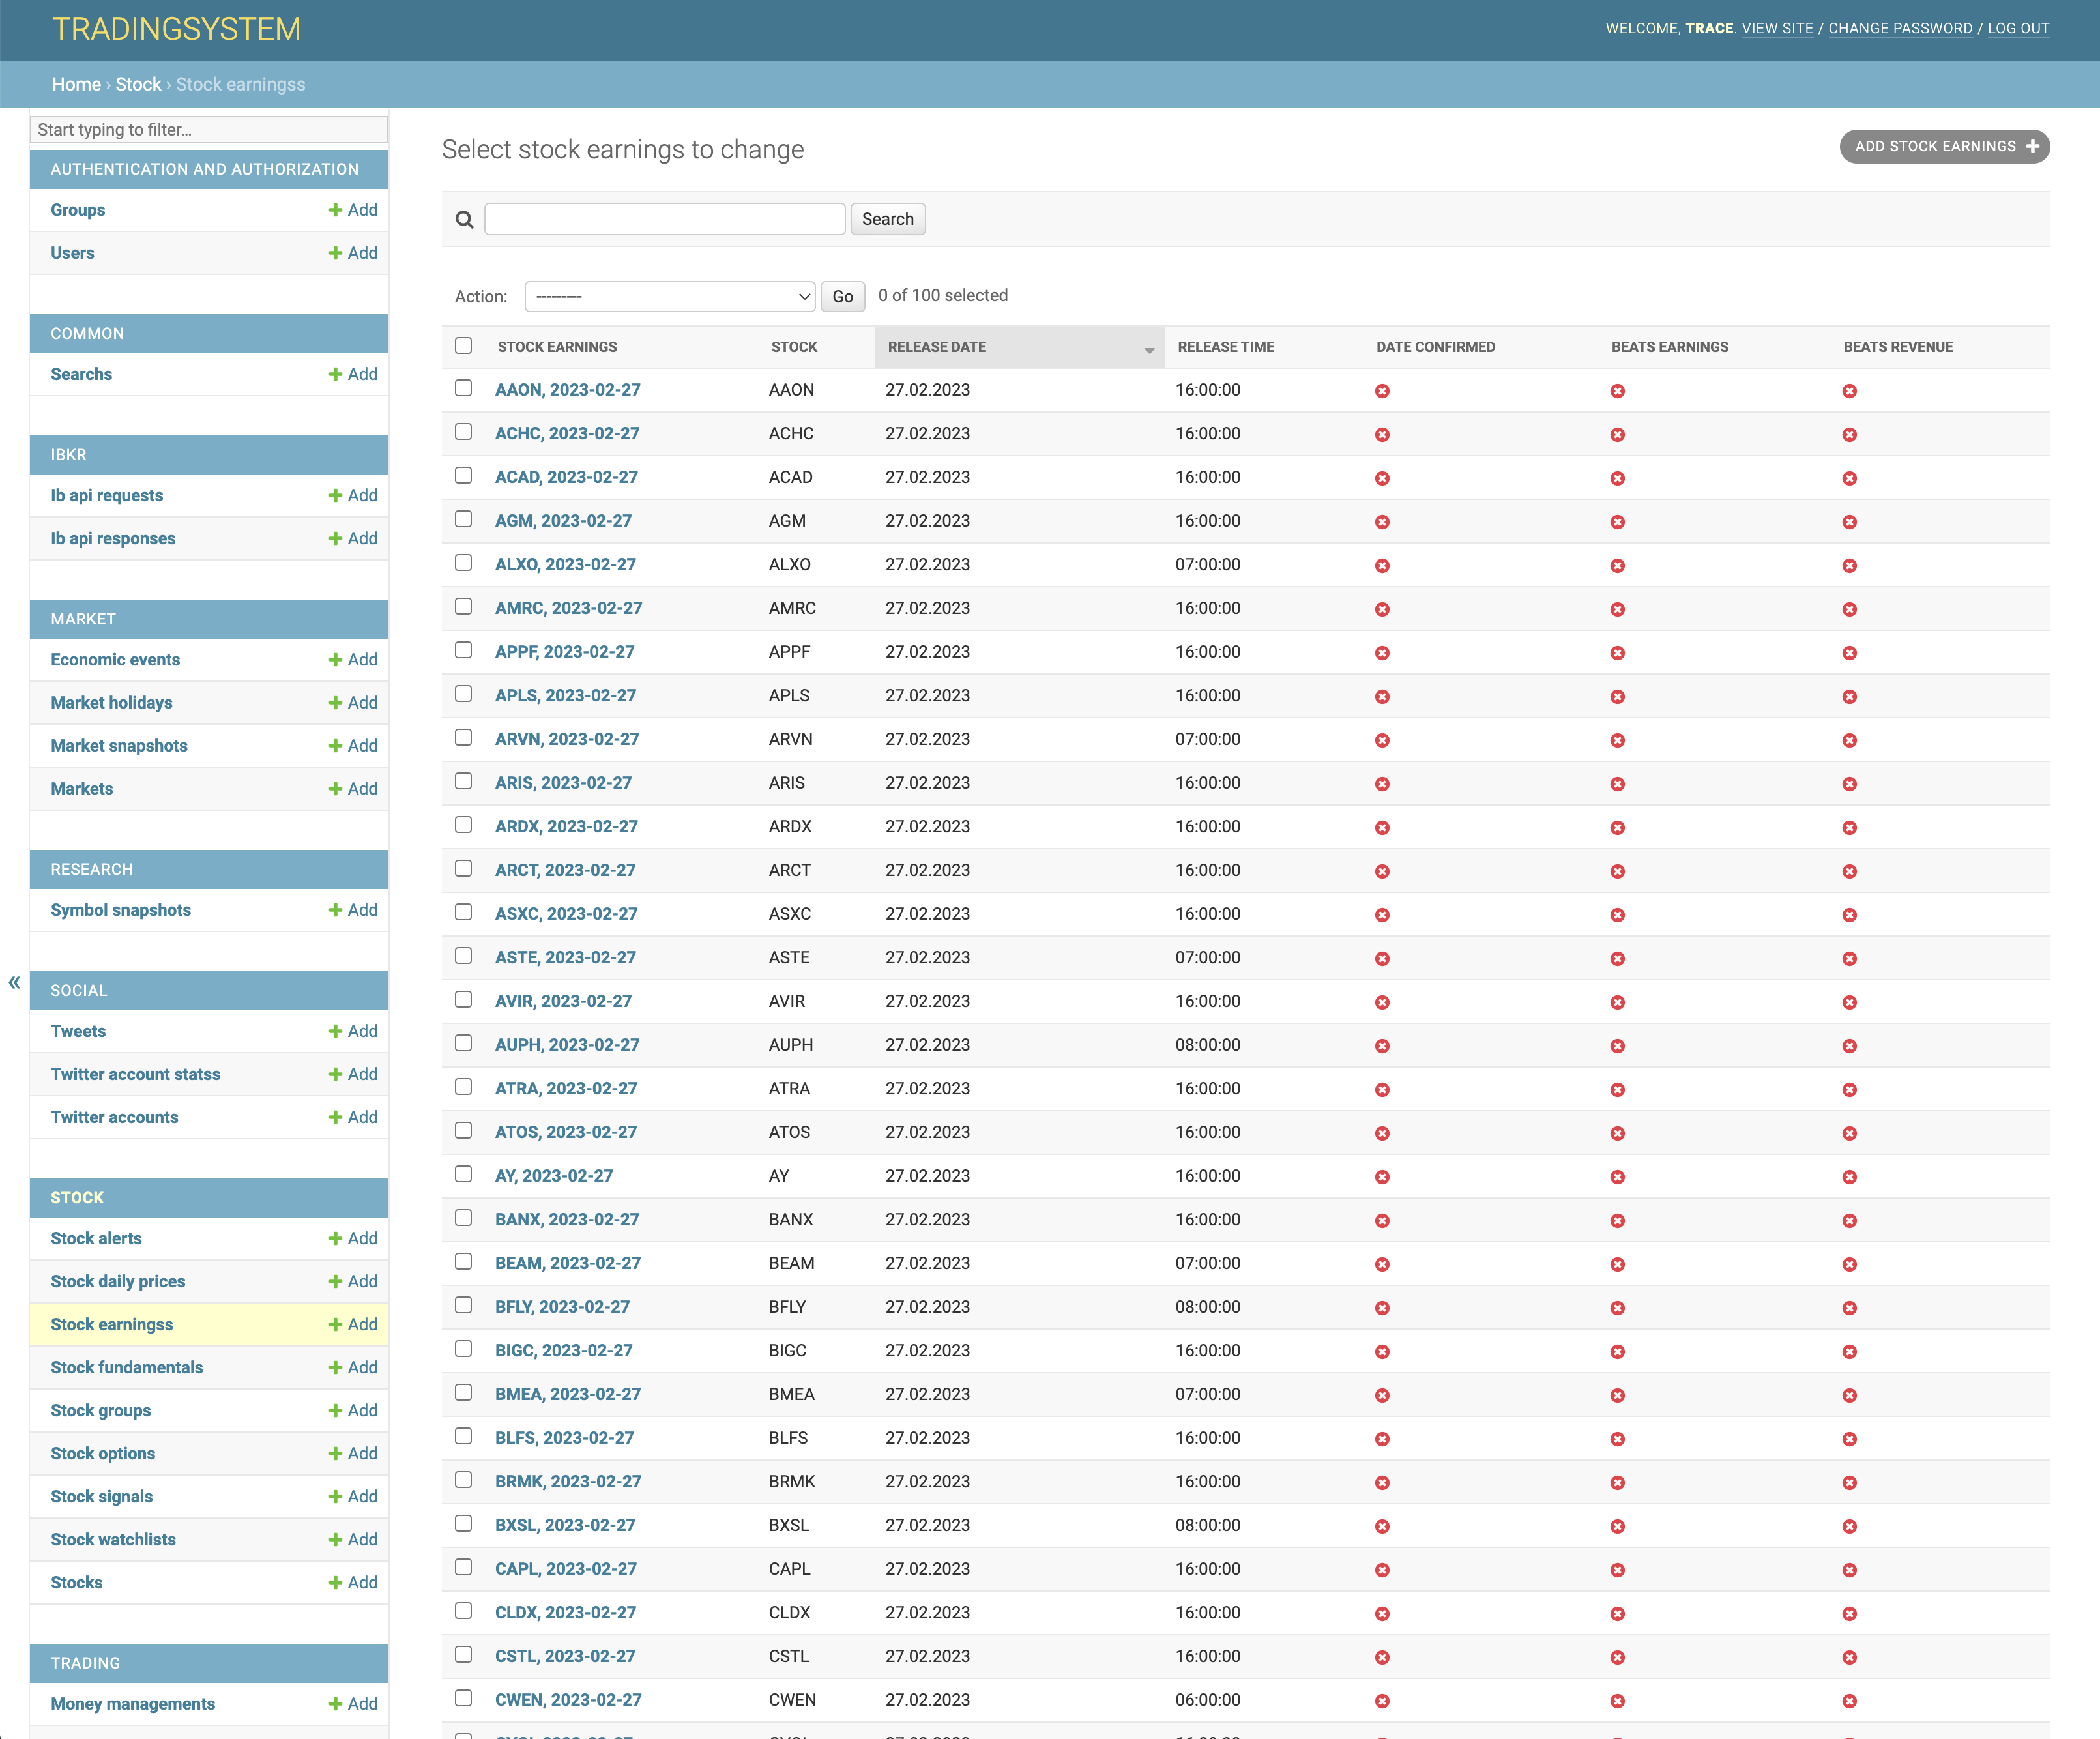 TRADINGSYSTEM
WELCOME, TRACE. VIEW SITE / CHANGE PASSWORD / LOG OUT
Home › Stock › Stock earningss
Start typing to filter...
AUTHENTICATION AND AUTHORIZATION
Groups Add
Users Add
COMMON
Searchs Add
IBKR
Ib api requests Add
Ib api responses Add
MARKET
Economic events Add
Market holidays Add
Market snapshots Add
Markets Add
RESEARCH
Symbol snapshots Add
«
SOCIAL
Tweets Add
Twitter account statss Add
Twitter accounts Add
STOCK
Stock alerts Add
Stock daily prices Add
Stock earningss Add
Stock fundamentals Add
Stock groups Add
Stock options Add
Stock signals Add
Stock watchlists Add
Stocks Add
TRADING
Money managements Add
Select stock earnings to change
ADD STOCK EARNINGS +
Search
Action: --------- Go 0 of 100 selected
STOCK EARNINGS STOCK RELEASE DATE RELEASE TIME DATE CONFIRMED BEATS EARNINGS BEATS REVENUE
AAON, 2023-02-27 AAON 27.02.2023 16:00:00
ACHC, 2023-02-27 ACHC 27.02.2023 16:00:00
ACAD, 2023-02-27 ACAD 27.02.2023 16:00:00
AGM, 2023-02-27 AGM 27.02.2023 16:00:00
ALXO, 2023-02-27 ALXO 27.02.2023 07:00:00
AMRC, 2023-02-27 AMRC 27.02.2023 16:00:00
APPF, 2023-02-27 APPF 27.02.2023 16:00:00
APLS, 2023-02-27 APLS 27.02.2023 16:00:00
ARVN, 2023-02-27 ARVN 27.02.2023 07:00:00
ARIS, 2023-02-27 ARIS 27.02.2023 16:00:00
ARDX, 2023-02-27 ARDX 27.02.2023 16:00:00
ARCT, 2023-02-27 ARCT 27.02.2023 16:00:00
ASXC, 2023-02-27 ASXC 27.02.2023 16:00:00
ASTE, 2023-02-27 ASTE 27.02.2023 07:00:00
AVIR, 2023-02-27 AVIR 27.02.2023 16:00:00
AUPH, 2023-02-27 AUPH 27.02.2023 08:00:00
ATRA, 2023-02-27 ATRA 27.02.2023 16:00:00
ATOS, 2023-02-27 ATOS 27.02.2023 16:00:00
AY, 2023-02-27 AY 27.02.2023 16:00:00
BANX, 2023-02-27 BANX 27.02.2023 16:00:00
BEAM, 2023-02-27 BEAM 27.02.2023 07:00:00
BFLY, 2023-02-27 BFLY 27.02.2023 08:00:00
BIGC, 2023-02-27 BIGC 27.02.2023 16:00:00
BMEA, 2023-02-27 BMEA 27.02.2023 07:00:00
BLFS, 2023-02-27 BLFS 27.02.2023 16:00:00
BRMK, 2023-02-27 BRMK 27.02.2023 16:00:00
BXSL, 2023-02-27 BXSL 27.02.2023 08:00:00
CAPL, 2023-02-27 CAPL 27.02.2023 16:00:00
CLDX, 2023-02-27 CLDX 27.02.2023 16:00:00
CSTL, 2023-02-27 CSTL 27.02.2023 16:00:00
CWEN, 2023-02-27 CWEN 27.02.2023 06:00:00